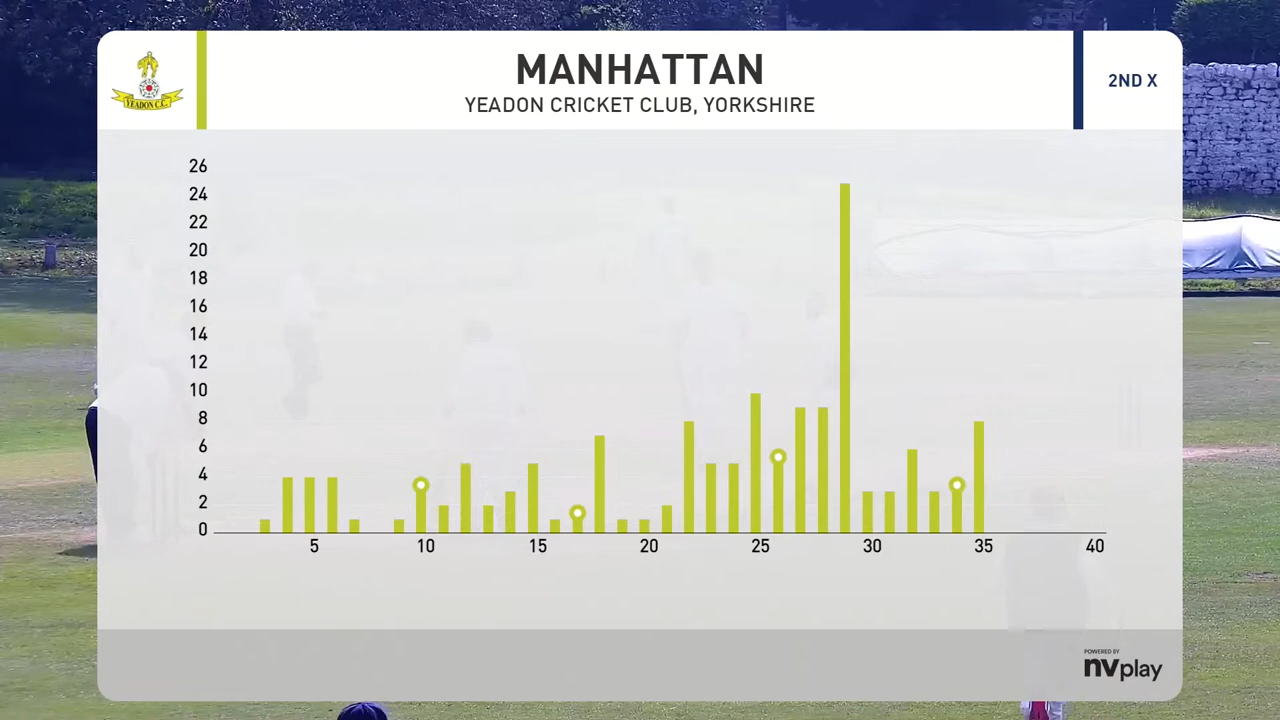 MANHATTAN
YEADON CRICKET CLUB, YORKSHIRE
YEADON C.C.
2ND X
26
24
22
20
18
16
14
12
10
8
6
4
2
0
5 10 15 20 25 30 35 40
POWERED BY
nvplay